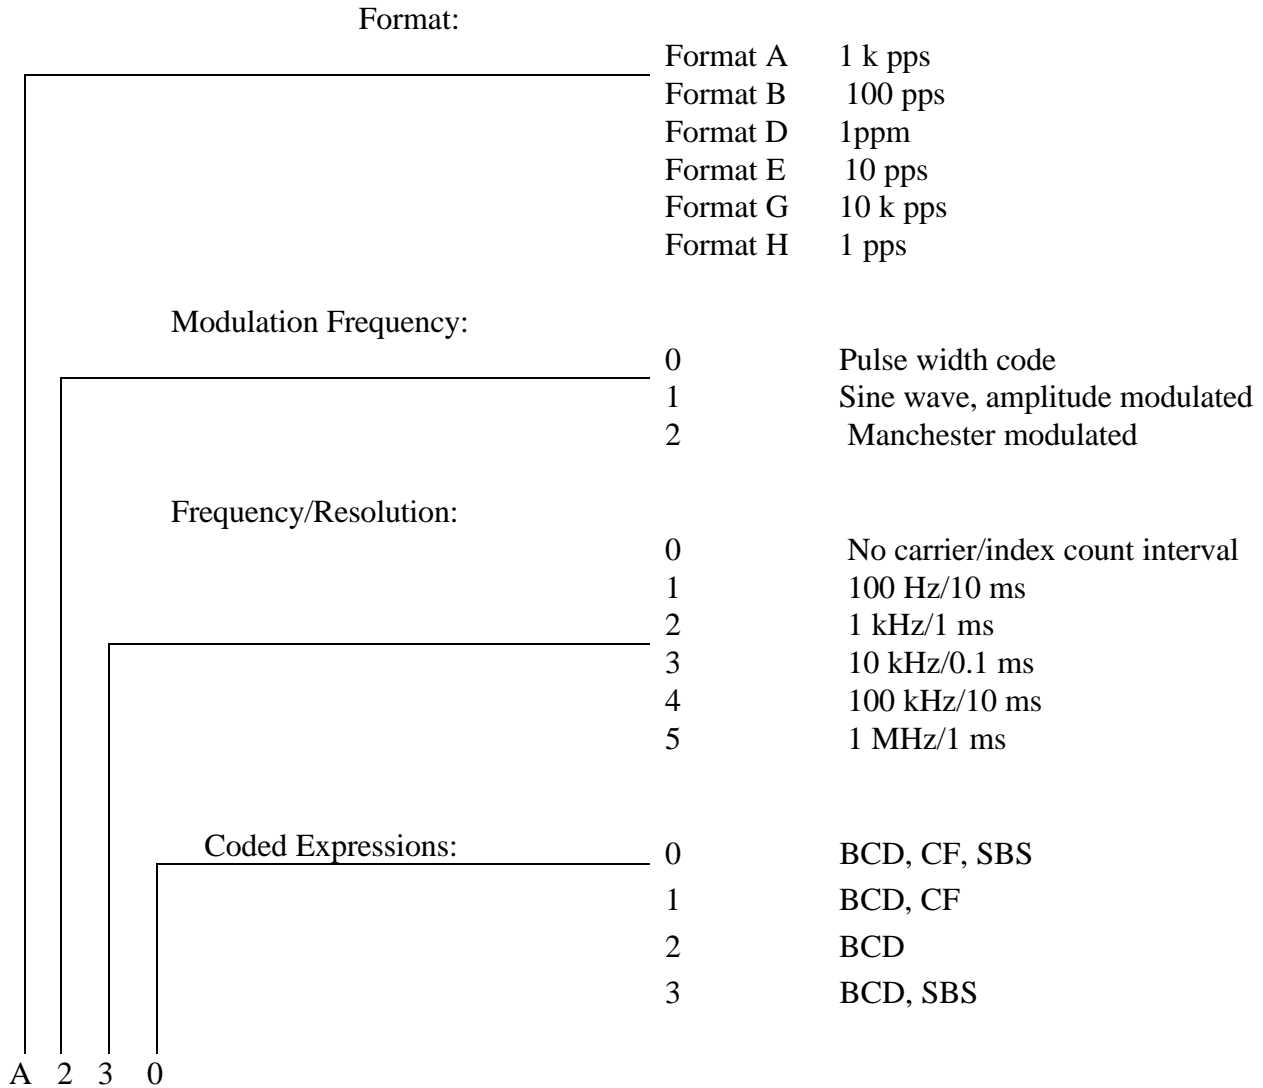 Format:
Format A 1 k pps
Format B 100 pps
Format D 1ppm
Format E 10 pps
Format G 10 k pps
Format H 1 pps
Modulation Frequency:
0 Pulse width code
1 Sine wave, amplitude modulated
2 Manchester modulated
Frequency/Resolution:
0 No carrier/index count interval
1 100 Hz/10 ms
2 1 kHz/1 ms
3 10 kHz/0.1 ms
4 100 kHz/10 ms
5 1 MHz/1 ms
Coded Expressions:
0 BCD, CF, SBS
1 BCD, CF
2 BCD
3 BCD, SBS
A 2 3 0